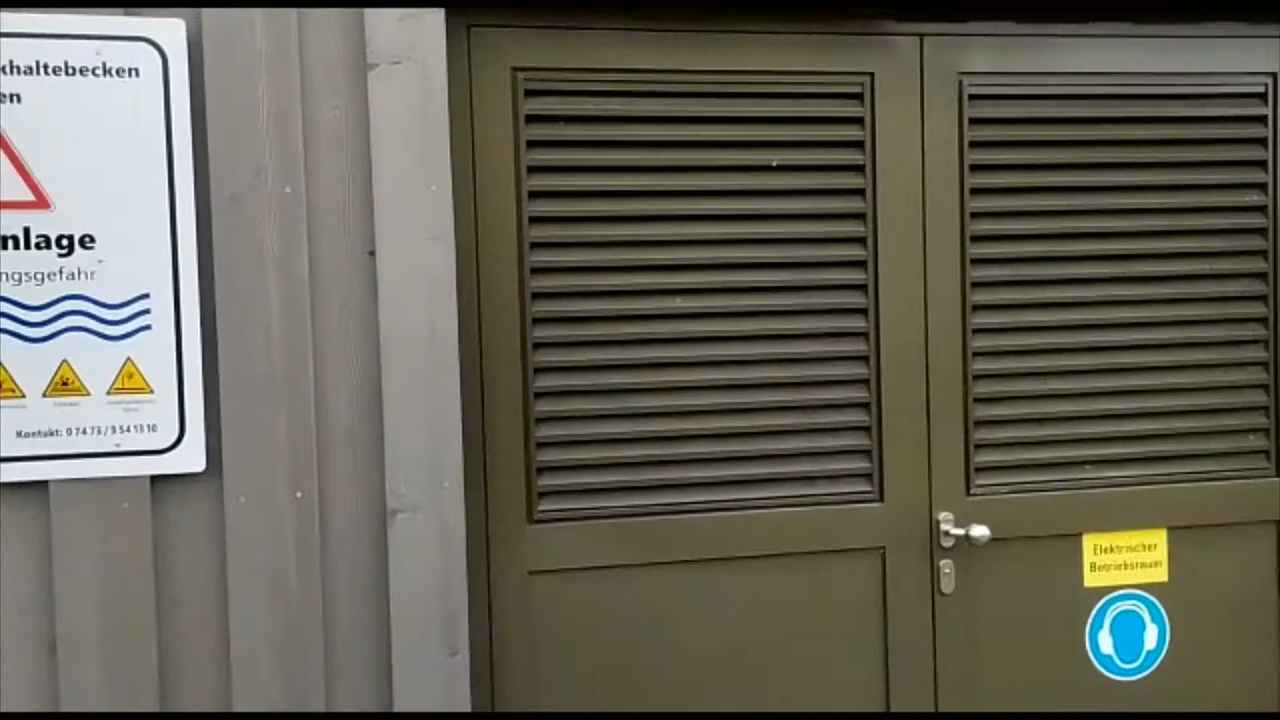 khaltebecken
en
nlage
ngsgefahr
Kontakt: 0 74 73 / 9 54 13 10
Elektrischer
Betriebsraum